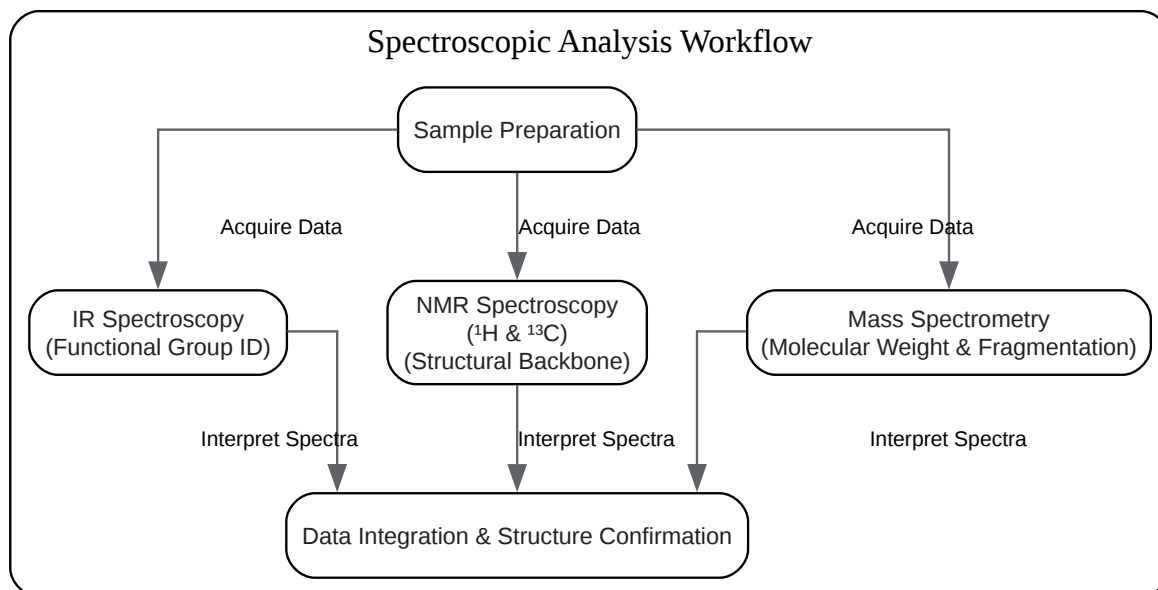 Spectroscopic Analysis Workflow
Sample Preparation
Acquire Data
Acquire Data
Acquire Data
IR Spectroscopy
(Functional Group ID)
NMR Spectroscopy
(¹H & ¹³C)
(Structural Backbone)
Mass Spectrometry
(Molecular Weight & Fragmentation)
Interpret Spectra
Interpret Spectra
Interpret Spectra
Data Integration & Structure Confirmation